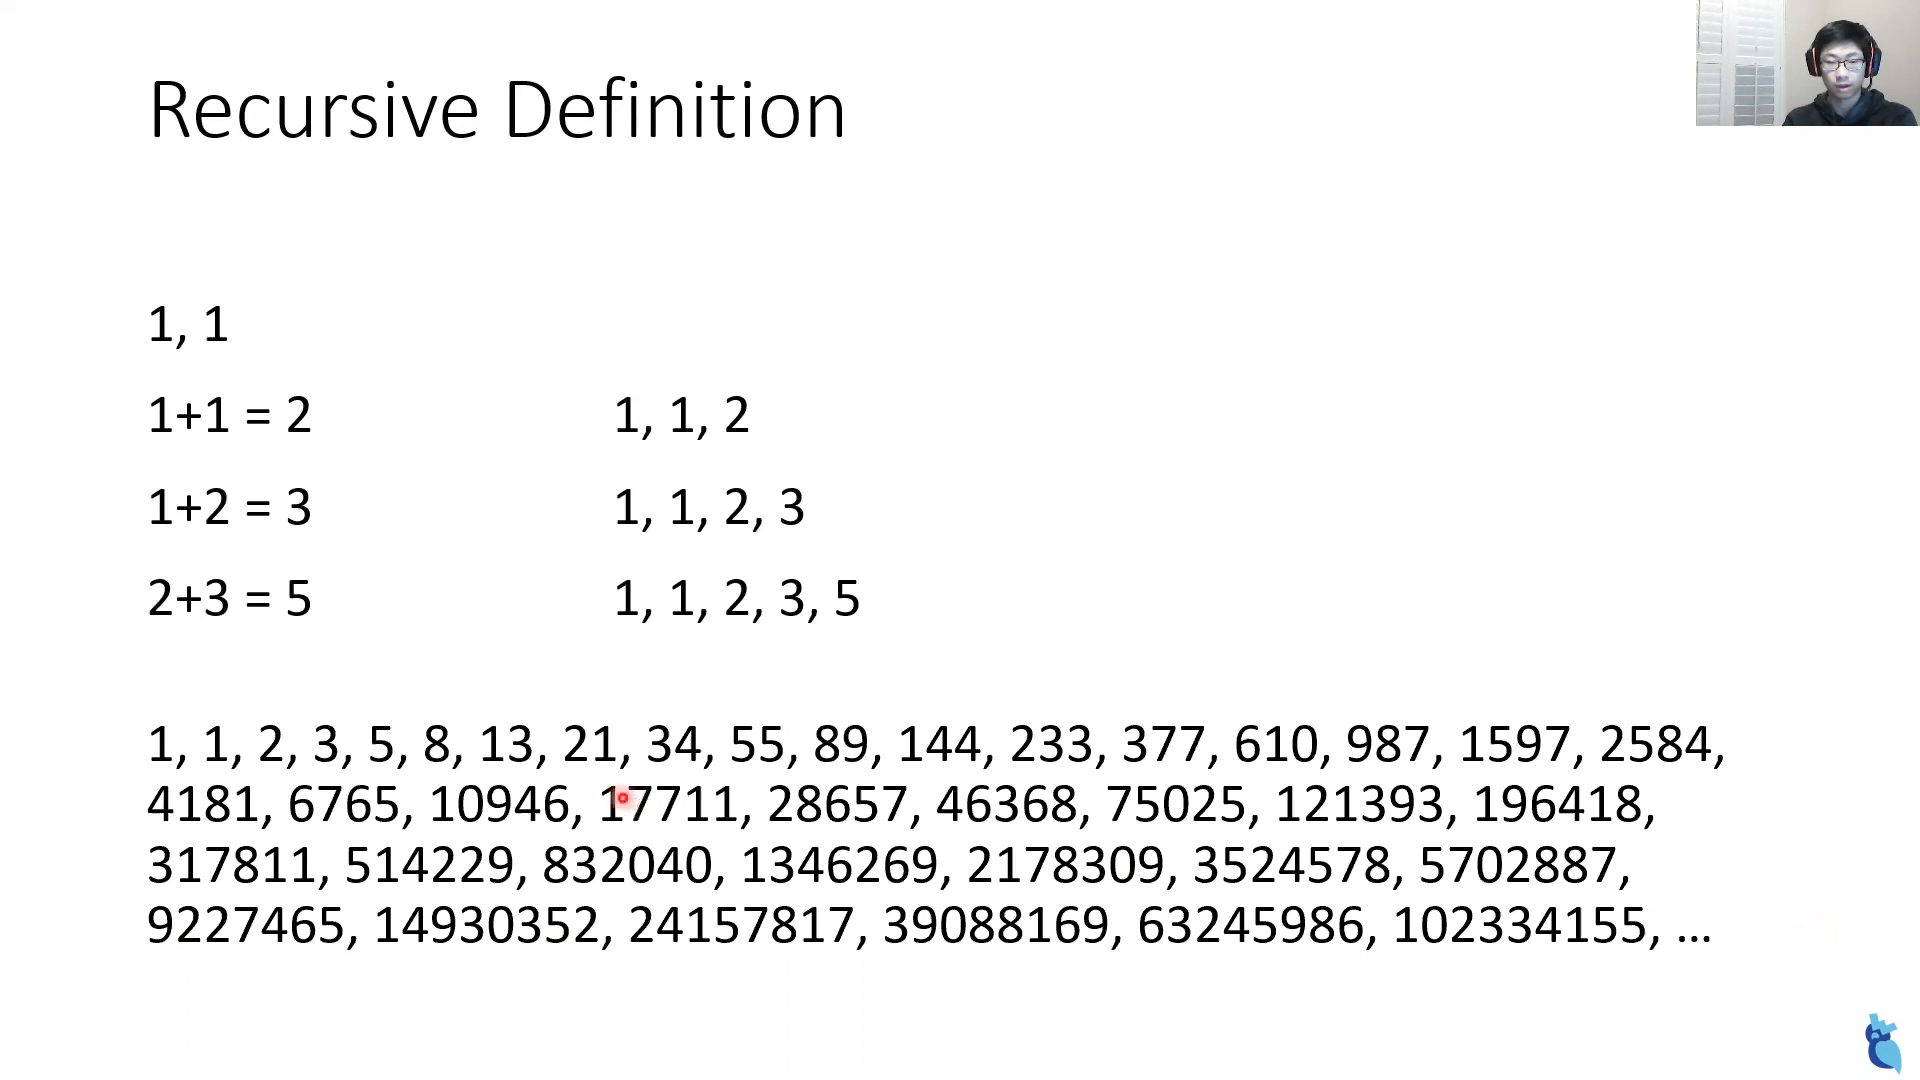 Recursive Definition
1, 1
1+1 = 2 1, 1, 2
1+2 = 3 1, 1, 2, 3
2+3 = 5 1, 1, 2, 3, 5
1, 1, 2, 3, 5, 8, 13, 21, 34, 55, 89, 144, 233, 377, 610, 987, 1597, 2584,
4181, 6765, 10946, 17711, 28657, 46368, 75025, 121393, 196418,
317811, 514229, 832040, 1346269, 2178309, 3524578, 5702887,
9227465, 14930352, 24157817, 39088169, 63245986, 102334155, ...